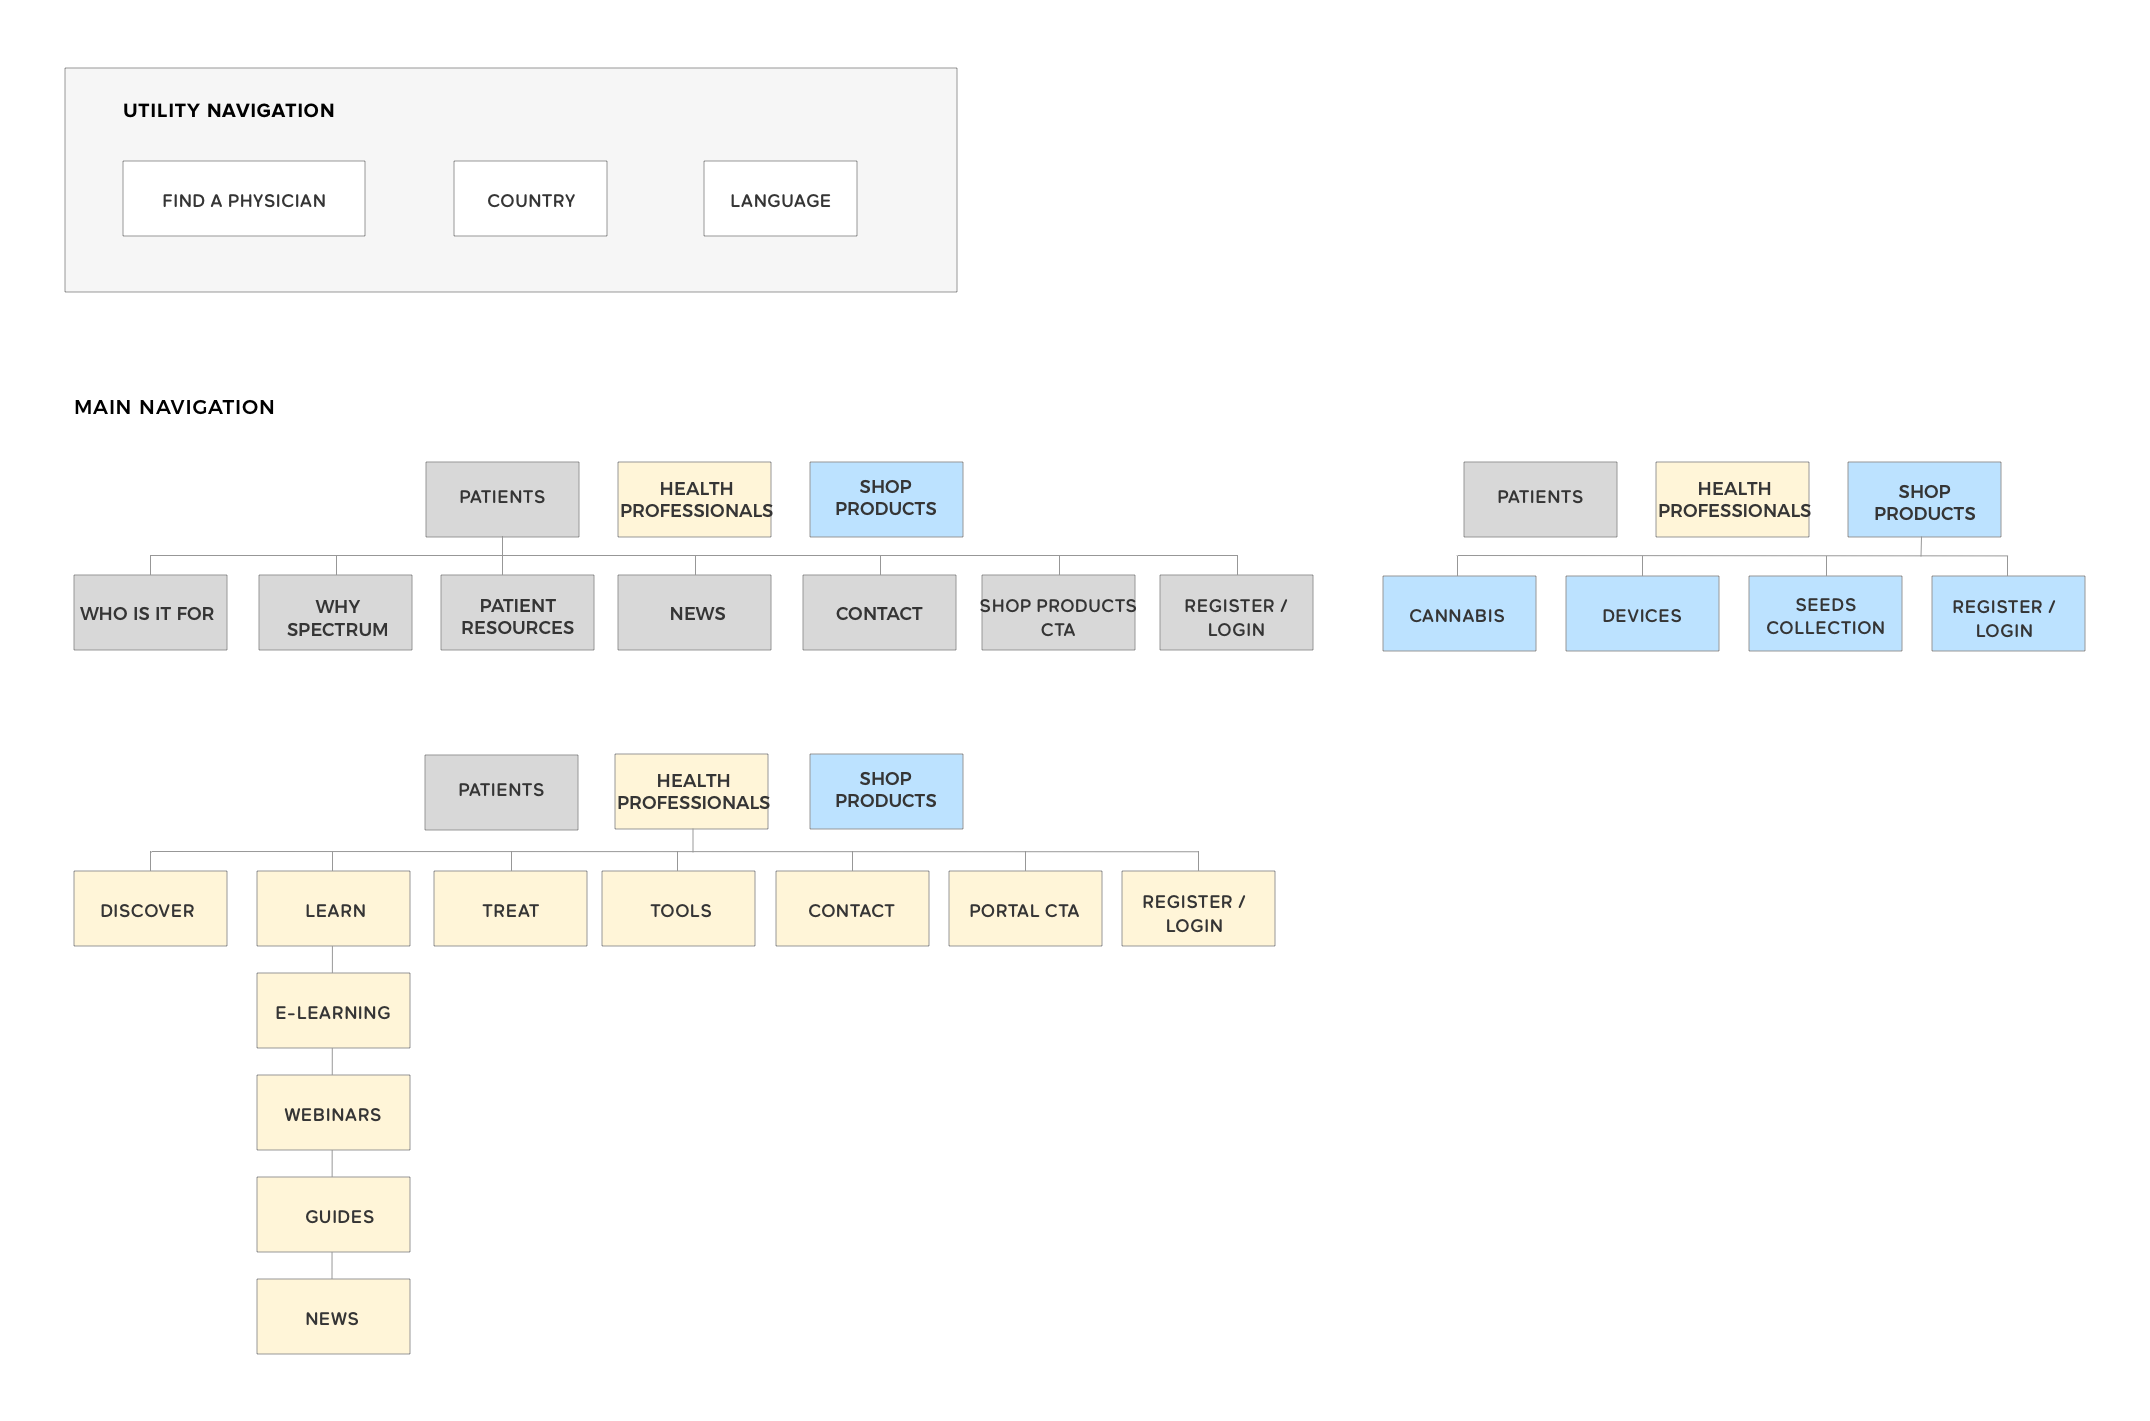 UTILITY NAVIGATION
FIND A PHYSICIAN
COUNTRY
LANGUAGE
MAIN NAVIGATION
PATIENTS
HEALTH
PROFESSIONALS
SHOP
PRODUCTS
WHO IS IT FOR
WHY
SPECTRUM
PATIENT
RESOURCES
NEWS
CONTACT
SHOP PRODUCTS
CTA
REGISTER /
LOGIN
PATIENTS
HEALTH
PROFESSIONALS
SHOP
PRODUCTS
CANNABIS
DEVICES
SEEDS
COLLECTION
REGISTER /
LOGIN
PATIENTS
HEALTH
PROFESSIONALS
SHOP
PRODUCTS
DISCOVER
LEARN
TREAT
TOOLS
CONTACT
PORTAL CTA
REGISTER /
LOGIN
E-LEARNING
WEBINARS
GUIDES
NEWS